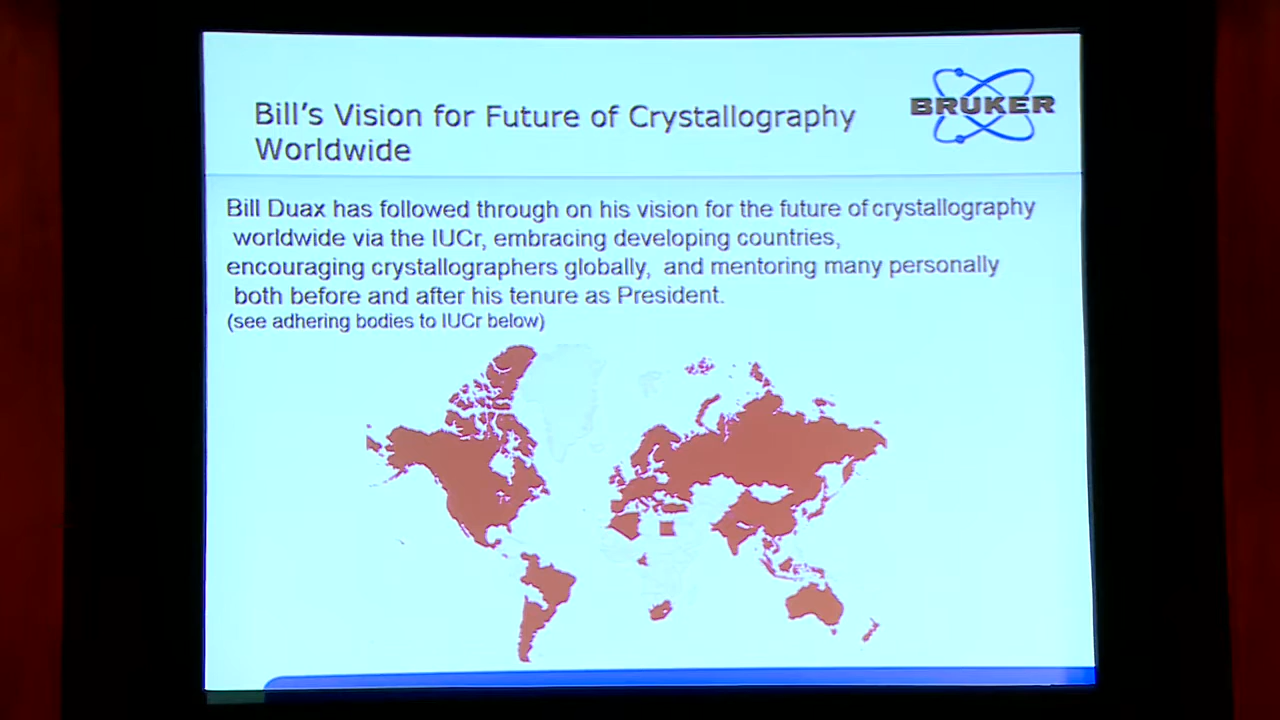 Bill's Vision for Future of Crystallography
Worldwide
BRUKER
Bill Duax has followed through on his vision for the future of crystallography
worldwide via the IUCr, embracing developing countries,
encouraging crystallographers globally, and mentoring many personally
both before and after his tenure as President.
(see adhering bodies to IUCr below)